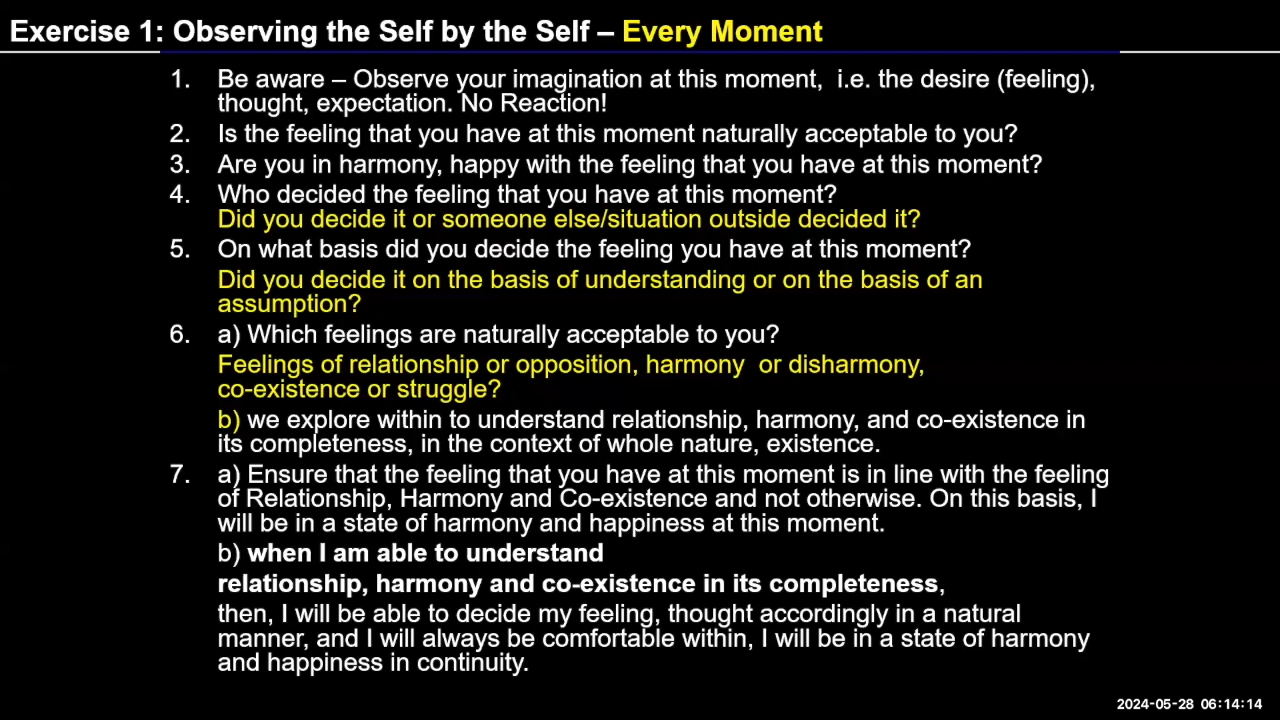 Exercise 1: Observing the Self by the Self – Every Moment
1. Be aware – Observe your imagination at this moment,  i.e. the desire (feeling),
thought, expectation. No Reaction!
2. Is the feeling that you have at this moment naturally acceptable to you?
3. Are you in harmony, happy with the feeling that you have at this moment?
4. Who decided the feeling that you have at this moment?
Did you decide it or someone else/situation outside decided it?
5. On what basis did you decide the feeling you have at this moment?
Did you decide it on the basis of understanding or on the basis of an
assumption?
6. a) Which feelings are naturally acceptable to you?
Feelings of relationship or opposition, harmony  or disharmony,
co-existence or struggle?
b) we explore within to understand relationship, harmony, and co-existence in
its completeness, in the context of whole nature, existence.
7. a) Ensure that the feeling that you have at this moment is in line with the feeling
of Relationship, Harmony and Co-existence and not otherwise. On this basis, I
will be in a state of harmony and happiness at this moment.
b) when I am able to understand
relationship, harmony and co-existence in its completeness,
then, I will be able to decide my feeling, thought accordingly in a natural
manner, and I will always be comfortable within, I will be in a state of harmony
and happiness in continuity.
2024-05-28 06:14:14